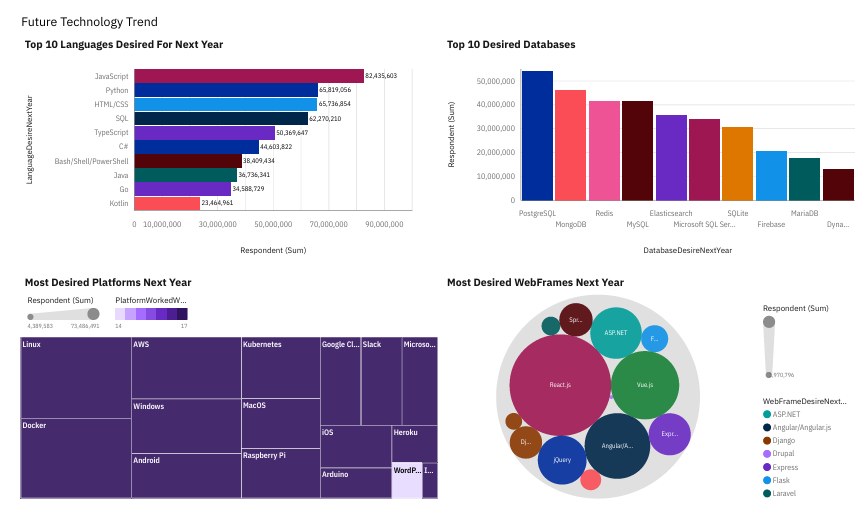 Future Technology Trend
Top 10 Languages Desired For Next Year
LanguageDesireNextYear
JavaScript 82,435,603
Python 65,819,056
HTML/CSS 65,736,854
SQL 62,270,210
TypeScript 50,369,647
C# 44,603,822
Bash/Shell/PowerShell 38,409,434
Java 36,736,341
Go 34,588,729
Kotlin 23,464,961
0 10,000,000 30,000,000 50,000,000 70,000,000 90,000,000
Respondent (Sum)
Top 10 Desired Databases
Respondent (Sum)
50,000,000
40,000,000
30,000,000
20,000,000
10,000,000
0
PostgreSQL Redis Elasticsearch SQLite MariaDB
MongoDB MySQL Microsoft SQL Ser... Firebase Dyna...
DatabaseDesireNextYear
Most Desired Platforms Next Year
Respondent (Sum) PlatformWorkedW...
4,389,583 73,486,491 14 17
Linux AWS Kubernetes Google Cl... Slack Microso...
Windows MacOS
Docker iOS Heroku
Android Raspberry Pi
Arduino WordP... I...
Most Desired WebFrames Next Year
Spr...
ASP.NET
F...
React.js Vue.js
Expr...
Dj... Angular/A...
jQuery
Respondent (Sum)
,970,796
WebFrameDesireNext...
ASP.NET
Angular/Angular.js
Django
Drupal
Express
Flask
Laravel